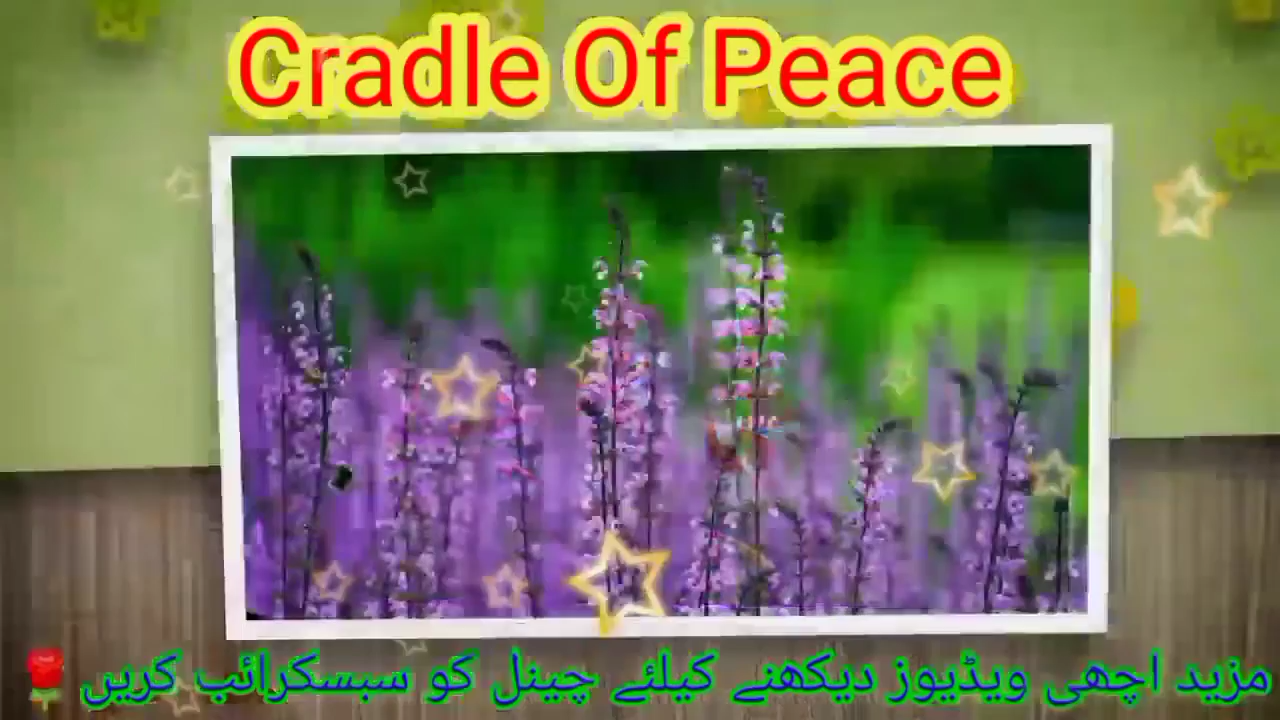 Cradle Of Peace
مزید اچھی ویڈیوز دیکھنے کیلئے چینل کو سبسکرائب کریں🌹